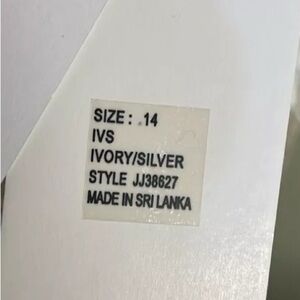 SIZE: .14
IVS
IVORY/SILVER
STYLE JJ38627
MADE IN SRI LANKA